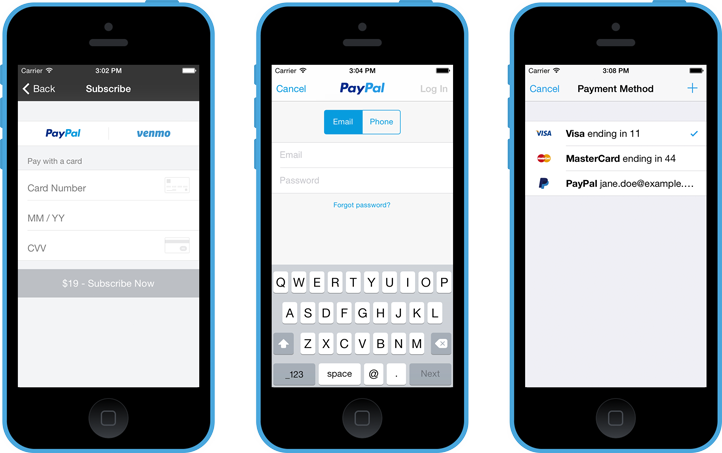 Carrier 3:02 PM
Back Subscribe
PayPal venmo
Pay with a card
Card Number
MM / YY
CVV
$19 - Subscribe Now
Carrier 3:04 PM
Cancel PayPal Log In
Email Phone
Email
Password
Forgot password?
Q W E R T Y U I O P
A S D F G H J K L
Z X C V B N M
_123 space @ . Next
Carrier 3:08 PM
Cancel Payment Method +
VISA Visa ending in 11
MasterCard ending in 44
PayPal jane.doe@example....